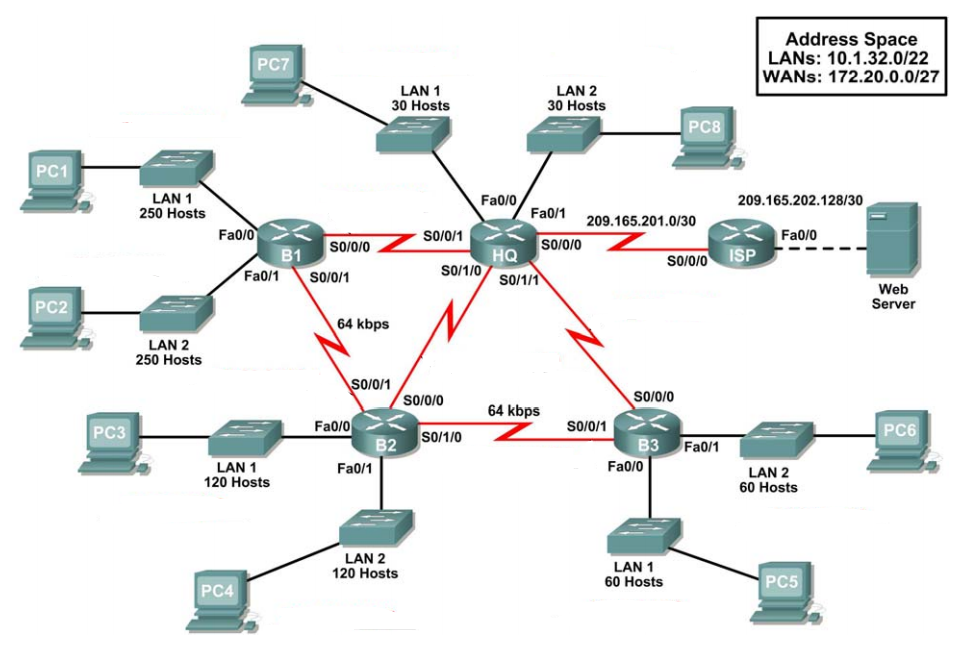 Address Space
LANs: 10.1.32.0/22
WANs: 172.20.0.0/27
PC7
LAN 1
30 Hosts
LAN 2
30 Hosts
PC8
PC1
LAN 1
250 Hosts
Fa0/0
Fa0/1
209.165.201.0/30
209.165.202.128/30
Fa0/0
B1
S0/0/0
S0/0/1
HQ
S0/0/0
ISP
Fa0/0
S0/0/0
Fa0/1
S0/0/1
S0/1/0
S0/1/1
Web
Server
PC2
LAN 2
250 Hosts
64 kbps
S0/0/1
S0/0/0
S0/0/0
PC3
LAN 1
120 Hosts
Fa0/0
B2
S0/1/0
64 kbps
S0/0/1
B3
Fa0/1
PC6
Fa0/1
Fa0/0
LAN 2
60 Hosts
PC4
LAN 2
120 Hosts
LAN 1
60 Hosts
PC5